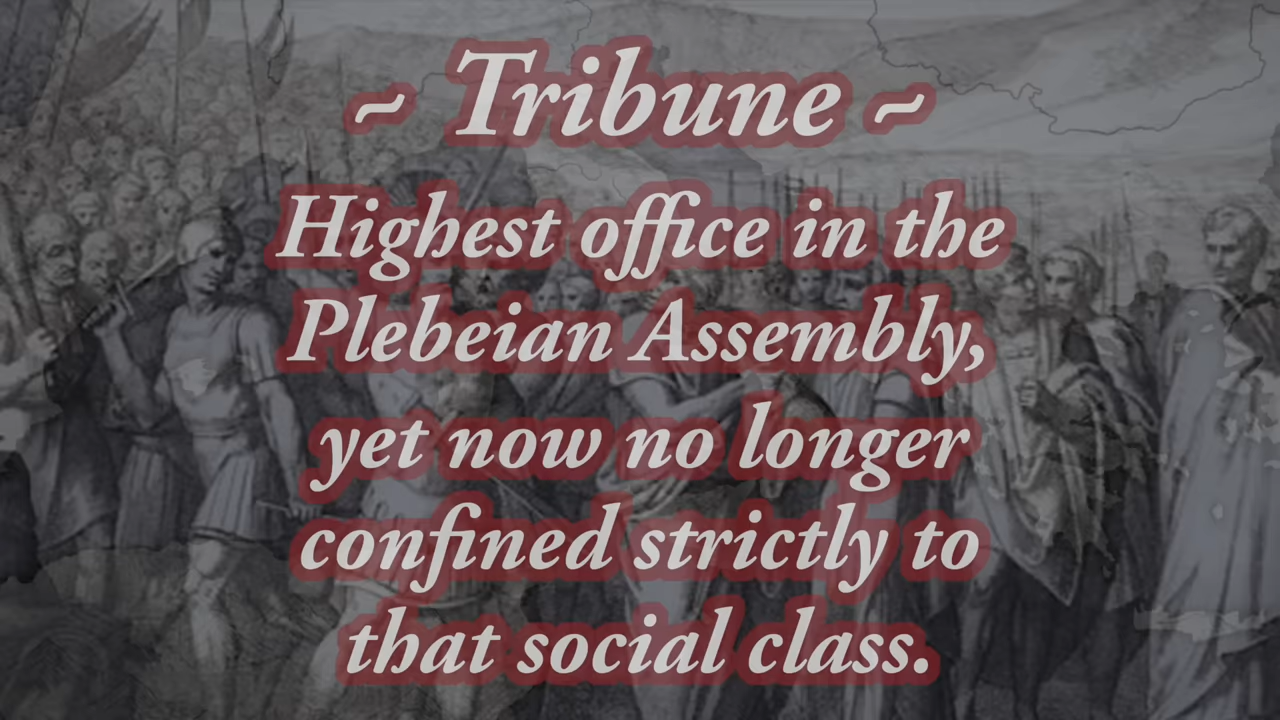 ~ Tribune ~
Highest office in the
Plebeian Assembly,
yet now no longer
confined strictly to
that social class.